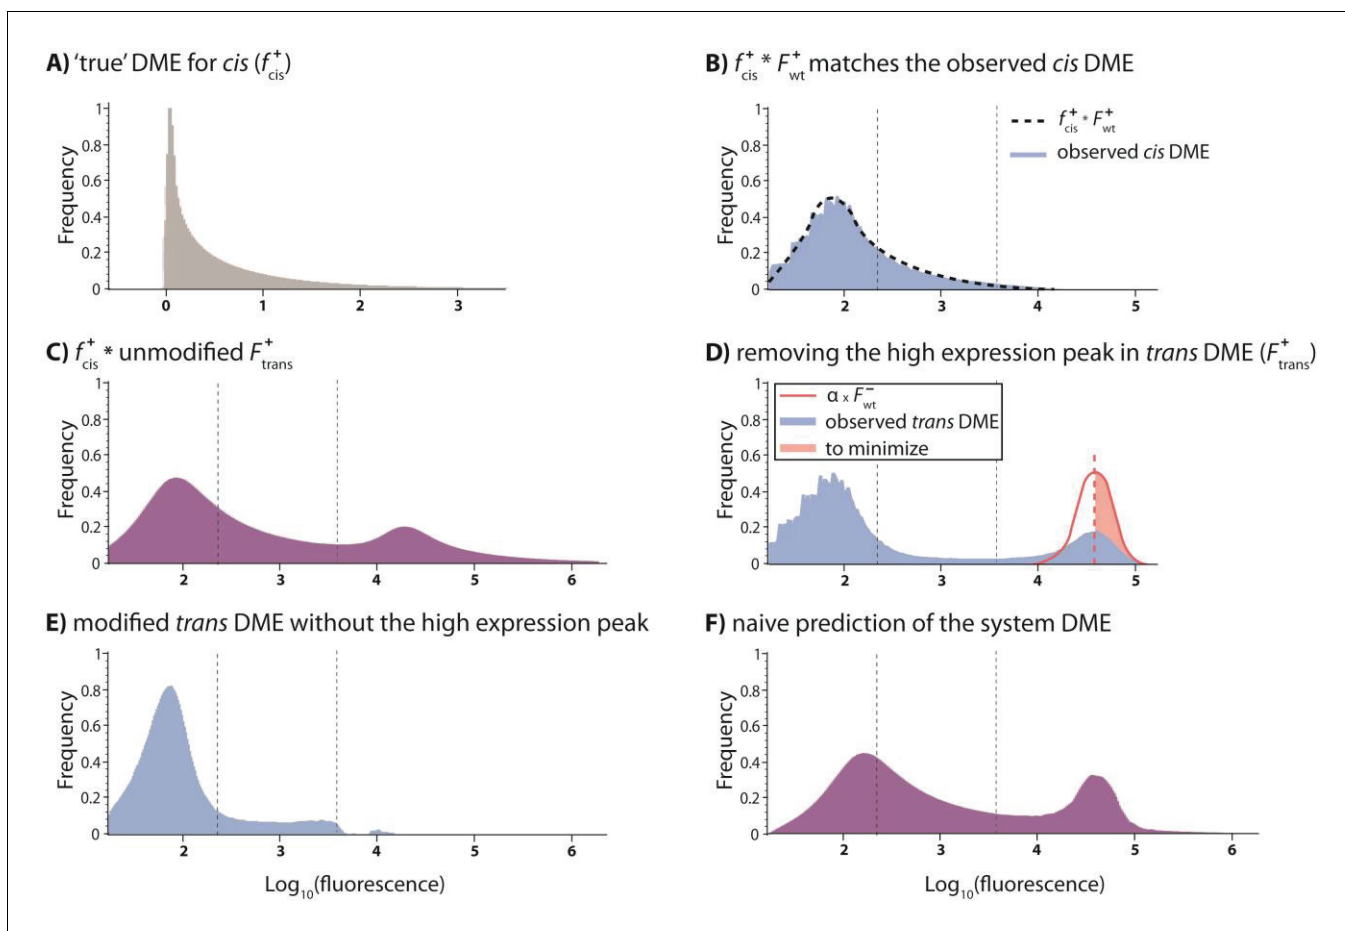 A) 'true' DME for cis (f⁺cis)
Frequency
1
0.8
0.6
0.4
0.2
0
0 1 2 3
B) f⁺cis * F⁺wt matches the observed cis DME
f⁺cis * F⁺wt
observed cis DME
Frequency
1
0.8
0.6
0.4
0.2
0
2 3 4 5
C) f⁺cis * unmodified F⁺trans
Frequency
1
0.8
0.6
0.4
0.2
0
2 3 4 5 6
D) removing the high expression peak in trans DME (F⁺trans)
α x F⁻wt
observed trans DME
to minimize
Frequency
1
0.8
0.6
0.4
0.2
0
2 3 4 5
E) modified trans DME without the high expression peak
Frequency
1
0.8
0.6
0.4
0.2
0
2 3 4 5 6
Log₁₀(fluorescence)
F) naive prediction of the system DME
Frequency
1
0.8
0.6
0.4
0.2
0
2 3 4 5 6
Log₁₀(fluorescence)